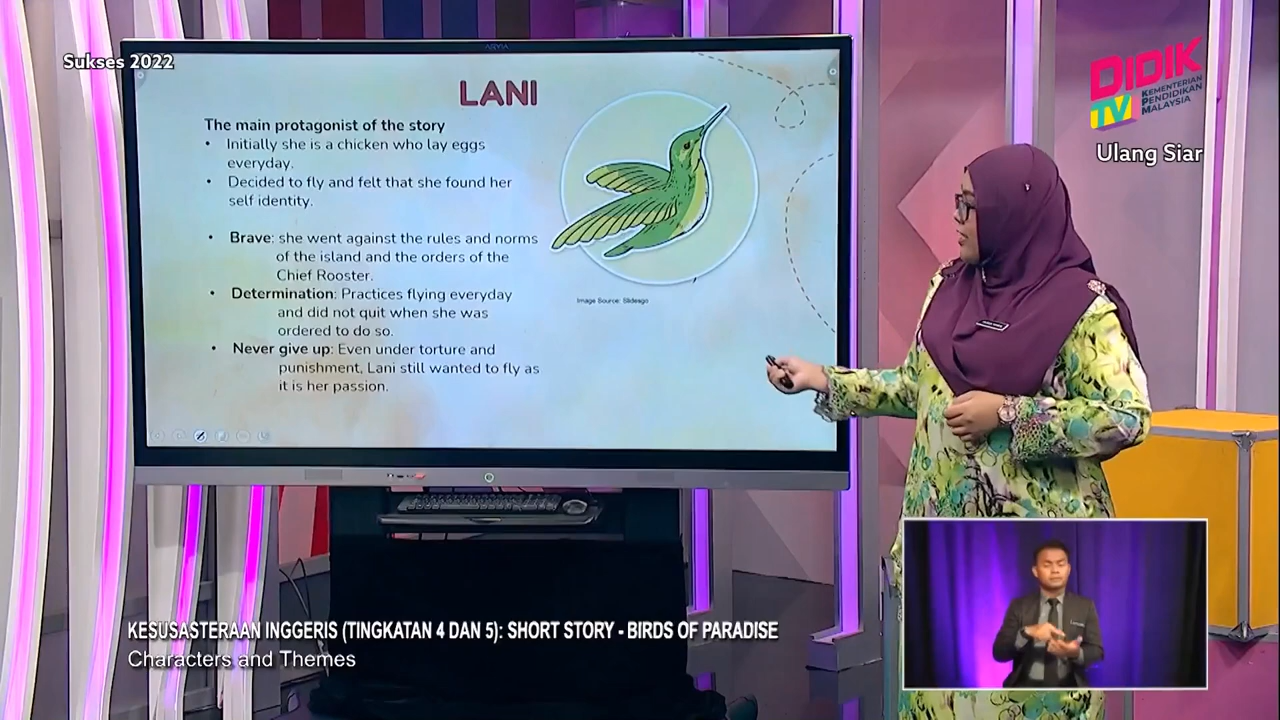 Sukses 2022
DIDIK
TV
KEMENTERIAN
PENDIDIKAN
MALAYSIA
Ulang Siar
LANI
The main protagonist of the story
• Initially she is a chicken who lay eggs
everyday.
• Decided to fly and felt that she found her
self identity.
• Brave: she went against the rules and norms
of the island and the orders of the
Chief Rooster.
• Determination: Practices flying everyday
and did not quit when she was
ordered to do so.
• Never give up: Even under torture and
punishment, Lani still wanted to fly as
it is her passion.
Image Source: Slidesgo
KESUSASTERAAN INGGERIS (TINGKATAN 4 DAN 5): SHORT STORY - BIRDS OF PARADISE
Characters and Themes